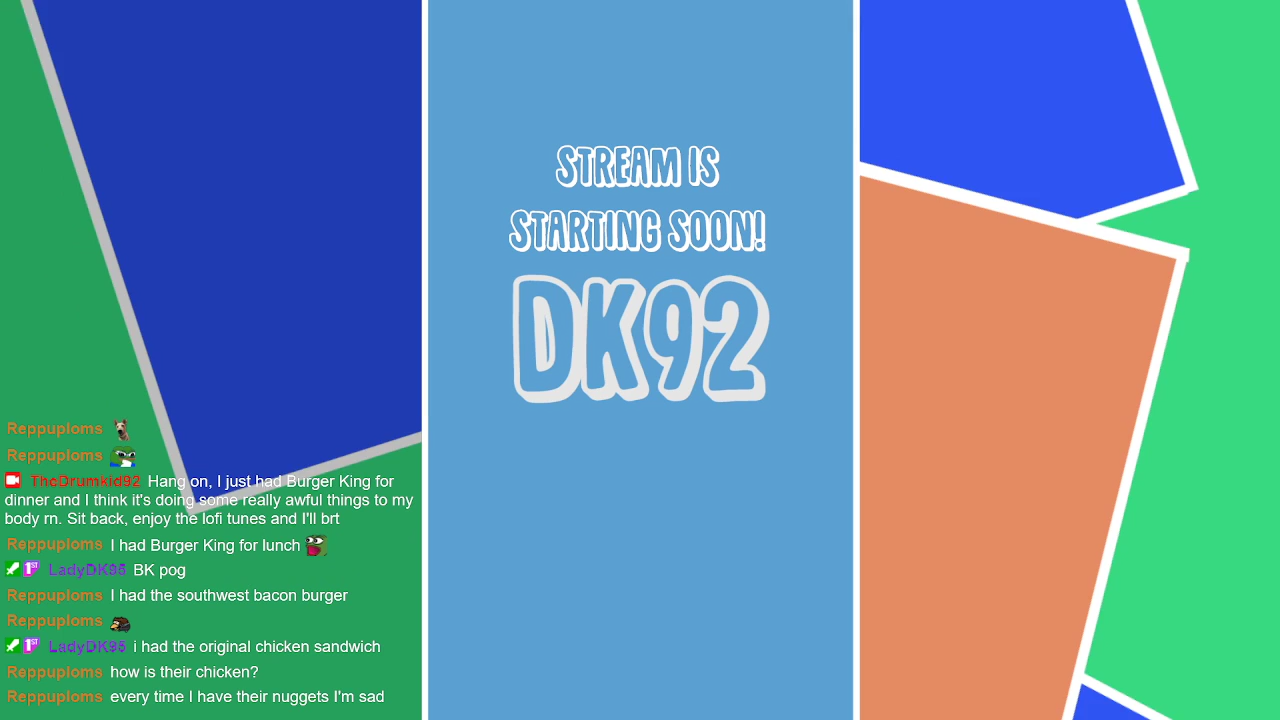 STREAM IS
STARTING SOON!
DK92
Reppuploms
Reppuploms
TheDrumkid92 Hang on, I just had Burger King for
dinner and I think it's doing some really awful things to my
body rn. Sit back, enjoy the lofi tunes and I'll brt
Reppuploms I had Burger King for lunch
1ST LadyDK95 BK pog
Reppuploms I had the southwest bacon burger
Reppuploms
1ST LadyDK95 i had the original chicken sandwich
Reppuploms how is their chicken?
Reppuploms every time I have their nuggets I'm sad